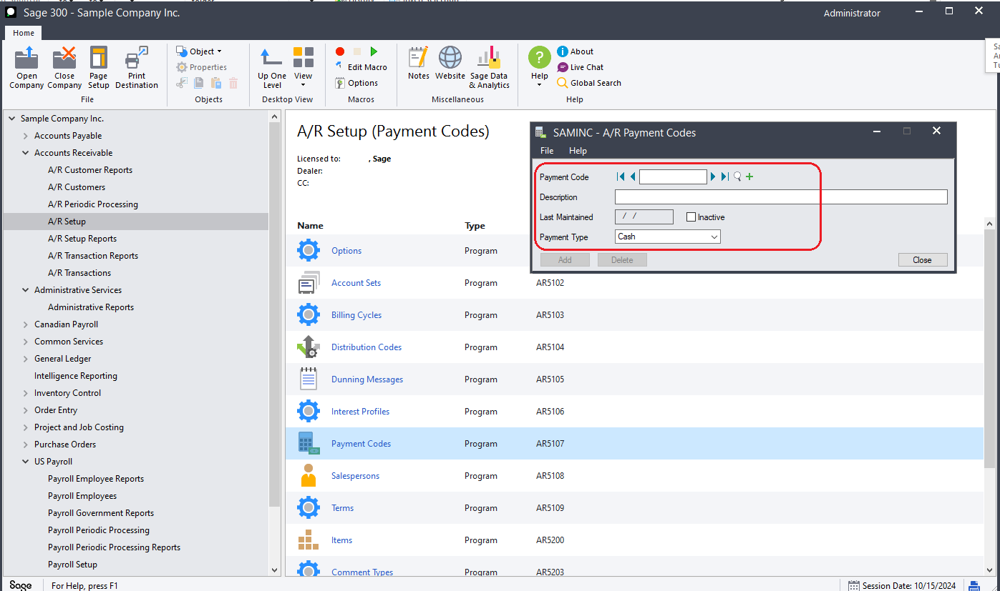 Sage 300 - Sample Company Inc.
Administrator
Home
Open Company
Close Company
Page Setup
Print Destination
File
Object
Properties
Objects
Up One Level
View
Desktop View
Edit Macro
Options
Macros
Notes
Website
Sage Data & Analytics
Miscellaneous
Help
About
Live Chat
Global Search
Help
Sample Company Inc.
Accounts Payable
Accounts Receivable
A/R Customer Reports
A/R Customers
A/R Periodic Processing
A/R Setup
A/R Setup Reports
A/R Transaction Reports
A/R Transactions
Administrative Services
Administrative Reports
Canadian Payroll
Common Services
General Ledger
Intelligence Reporting
Inventory Control
Order Entry
Project and Job Costing
Purchase Orders
US Payroll
Payroll Employee Reports
Payroll Employees
Payroll Government Reports
Payroll Periodic Processing
Payroll Periodic Processing Reports
Payroll Setup
A/R Setup (Payment Codes)
Licensed to: , Sage
Dealer:
CC:
Name Type
Options Program
Account Sets Program AR5102
Billing Cycles Program AR5103
Distribution Codes Program AR5104
Dunning Messages Program AR5105
Interest Profiles Program AR5106
Payment Codes Program AR5107
Salespersons Program AR5108
Terms Program AR5109
Items Program AR5200
Comment Types Program AR5203
SAMINC - A/R Payment Codes
File Help
Payment Code
Description
Last Maintained / / Inactive
Payment Type Cash
Add Delete Close
Sage For Help, press F1 Session Date: 10/15/2024